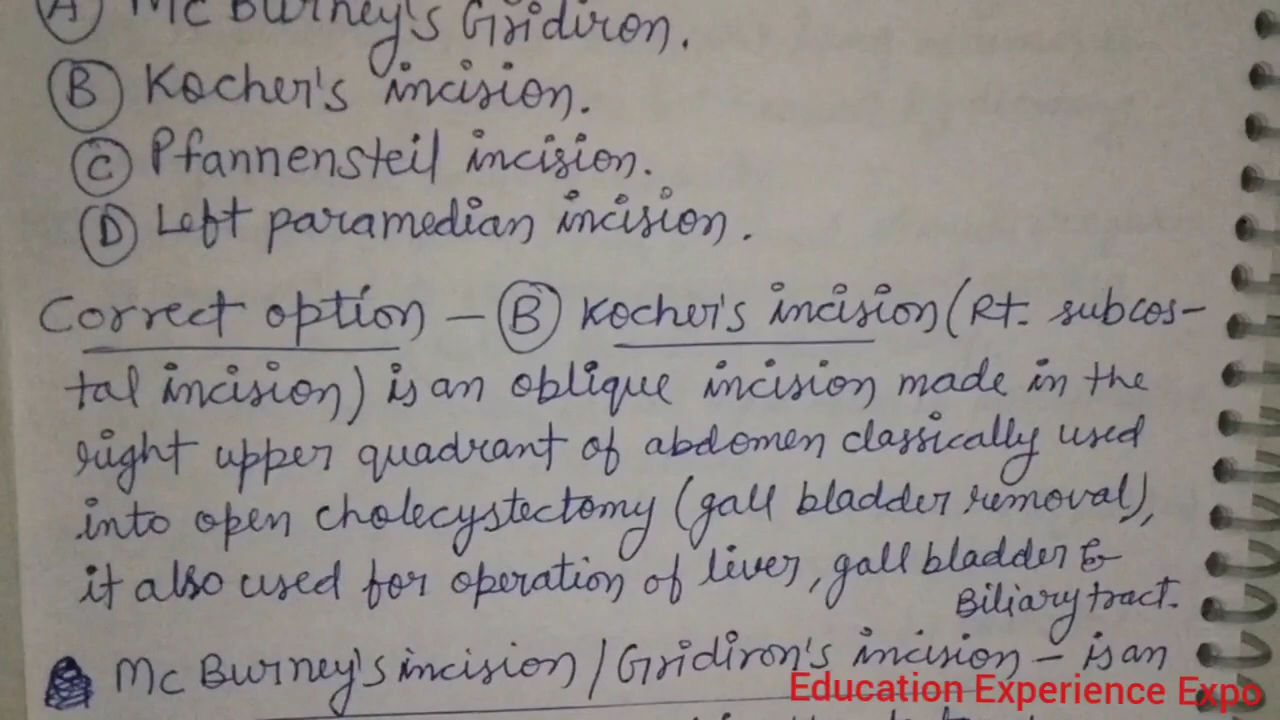 (A) Mc Burney's Gridiron.
(B) Kocher's incision.
(C) Pfannensteil incision.
(D) Left paramedian incision.
Correct option – (B) Kocher's incision (Rt. subcos-
tal incision) is an oblique incision made in the
right upper quadrant of abdomen classically used
into open cholecystectomy (gall bladder removal),
it also used for operation of liver, gall bladder &
Biliary tract.
Mc Burney's incision / Gridiron's incision – is an
Education Experience Expo